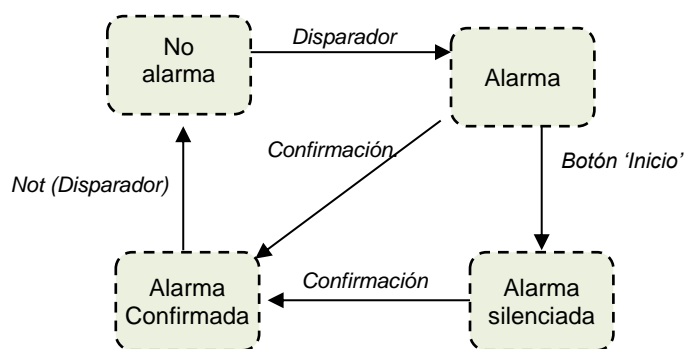 No
alarma
Disparador
Alarma
Confirmación.
Botón ‘Inicio’
Not (Disparador)
Alarma
Confirmada
Confirmación
Alarma
silenciada